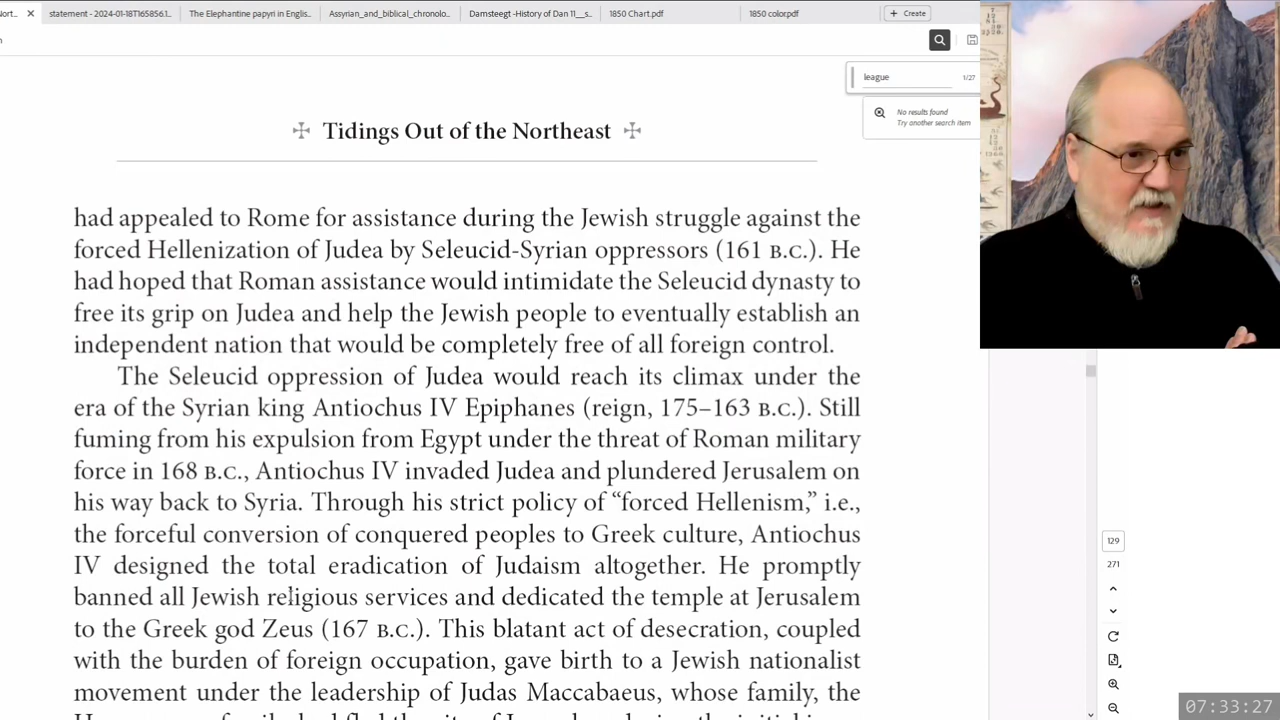 Nort...
statement - 2024-01-18T165856.1...
The Elephantine papyri in Englis...
Assyrian_and_biblical_chronolo...
Damsteegt -History of Dan 11__s...
1850 Chart.pdf
1850 color.pdf
+ Create
league
1/27
No results found
Try another search item
Tidings Out of the Northeast
had appealed to Rome for assistance during the Jewish struggle against the
forced Hellenization of Judea by Seleucid-Syrian oppressors (161 B.C.). He
had hoped that Roman assistance would intimidate the Seleucid dynasty to
free its grip on Judea and help the Jewish people to eventually establish an
independent nation that would be completely free of all foreign control.
The Seleucid oppression of Judea would reach its climax under the
era of the Syrian king Antiochus IV Epiphanes (reign, 175–163 B.C.). Still
fuming from his expulsion from Egypt under the threat of Roman military
force in 168 B.C., Antiochus IV invaded Judea and plundered Jerusalem on
his way back to Syria. Through his strict policy of “forced Hellenism,” i.e.,
the forceful conversion of conquered peoples to Greek culture, Antiochus
IV designed the total eradication of Judaism altogether. He promptly
banned all Jewish religious services and dedicated the temple at Jerusalem
to the Greek god Zeus (167 B.C.). This blatant act of desecration, coupled
with the burden of foreign occupation, gave birth to a Jewish nationalist
movement under the leadership of Judas Maccabaeus, whose family, the
129
271
07:33:27